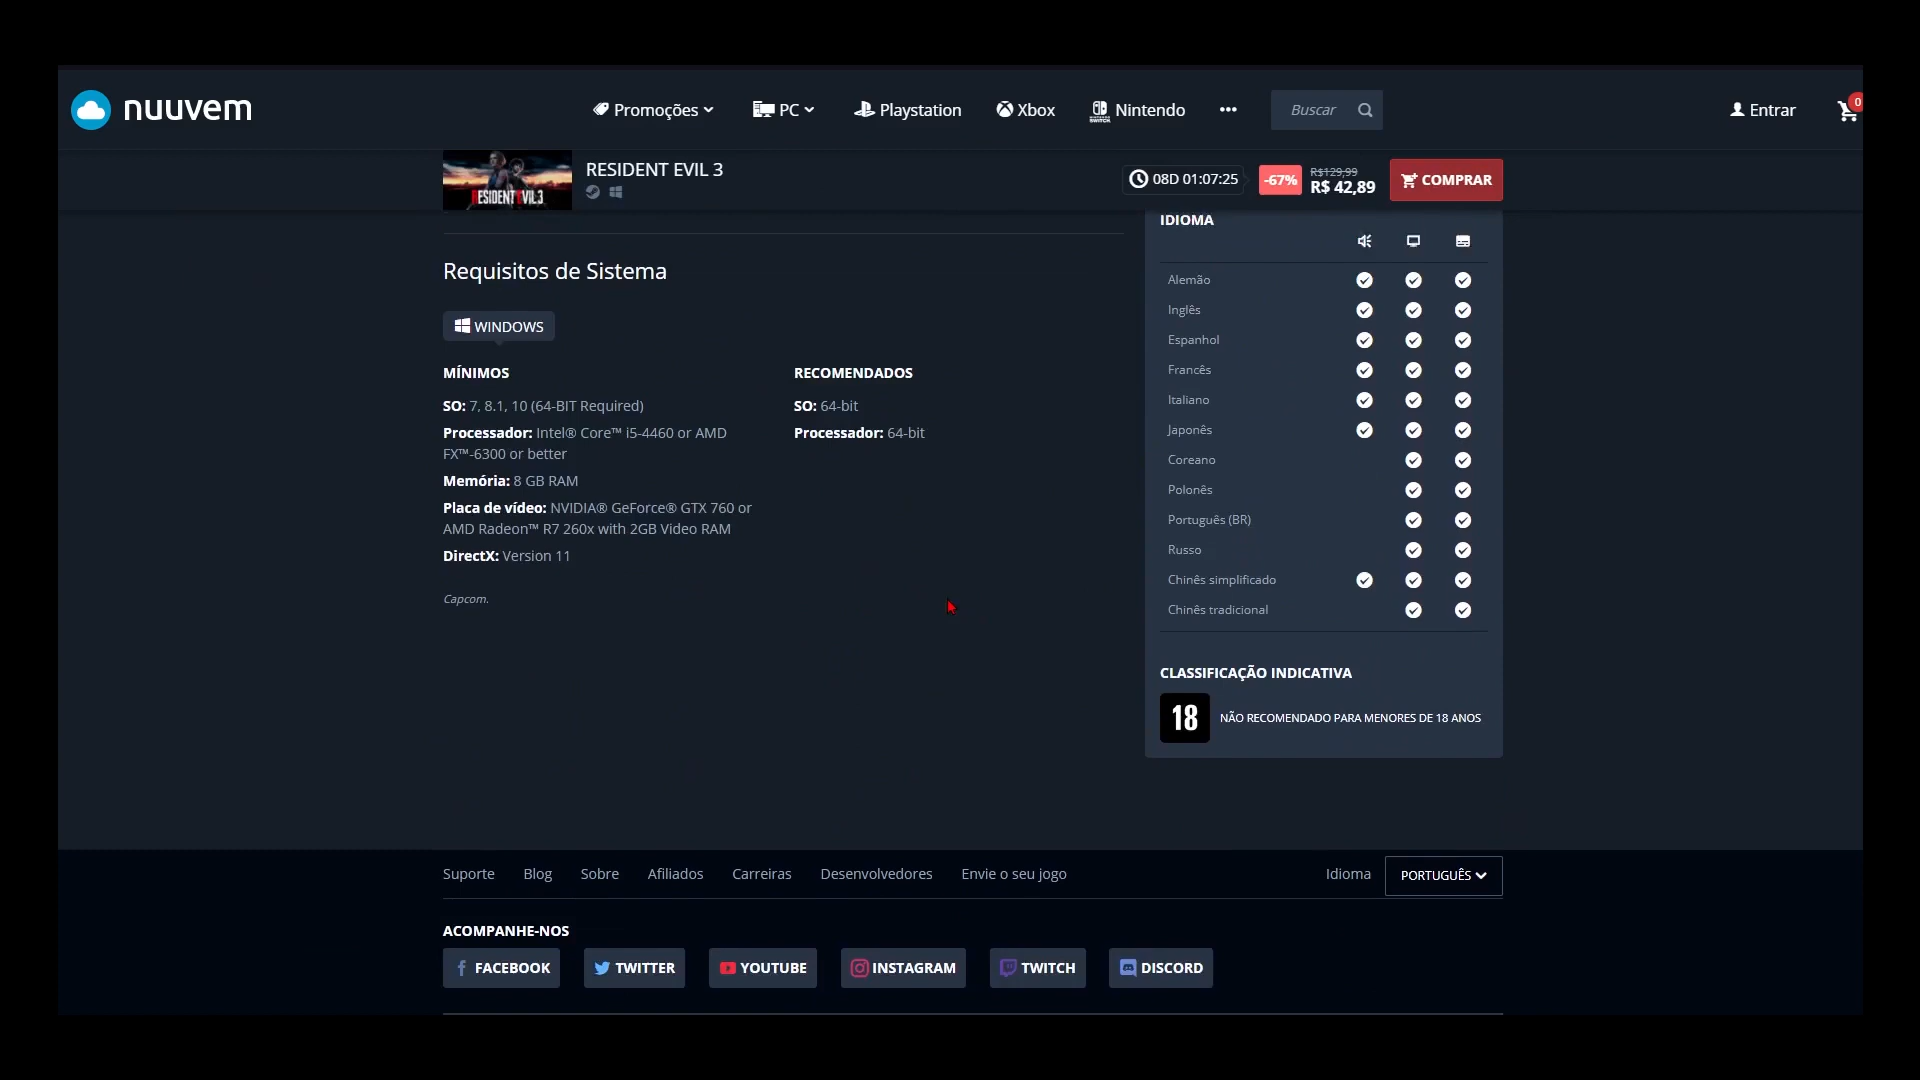 nuuvem
Promoções
PC
Playstation
Xbox
NINTENDO SWITCH
Nintendo
Buscar
Entrar
0
RESIDENT EVIL 3
RESIDENT EVIL 3
08D 01:07:25
-67%
R$129,99
R$ 42,89
COMPRAR
Requisitos de Sistema
WINDOWS
MÍNIMOS
SO: 7, 8.1, 10 (64-BIT Required)
Processador: Intel® Core™ i5-4460 or AMD
FX™-6300 or better
Memória: 8 GB RAM
Placa de vídeo: NVIDIA® GeForce® GTX 760 or
AMD Radeon™ R7 260x with 2GB Video RAM
DirectX: Version 11
Capcom.
RECOMENDADOS
SO: 64-bit
Processador: 64-bit
IDIOMA
Alemão
Inglês
Espanhol
Francês
Italiano
Japonês
Coreano
Polonês
Português (BR)
Russo
Chinês simplificado
Chinês tradicional
CLASSIFICAÇÃO INDICATIVA
18
NÃO RECOMENDADO PARA MENORES DE 18 ANOS
Suporte
Blog
Sobre
Afiliados
Carreiras
Desenvolvedores
Envie o seu jogo
Idioma
PORTUGUÊS
ACOMPANHE-NOS
FACEBOOK
TWITTER
YOUTUBE
INSTAGRAM
TWITCH
DISCORD